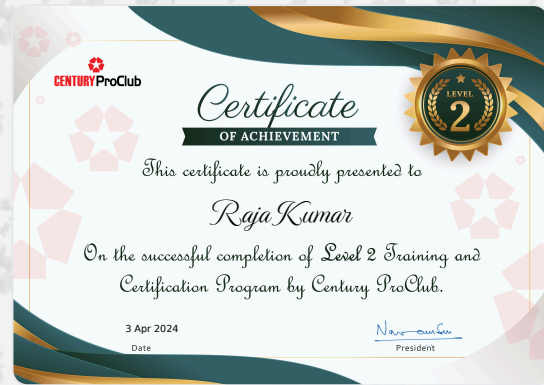 CENTURY ProClub
Certificate
OF ACHIEVEMENT
LEVEL
2
This certificate is proudly presented to
Raja Kumar
On the successful completion of Level 2 Training and
Certification Program by Century ProClub.
3 Apr 2024
Date
President